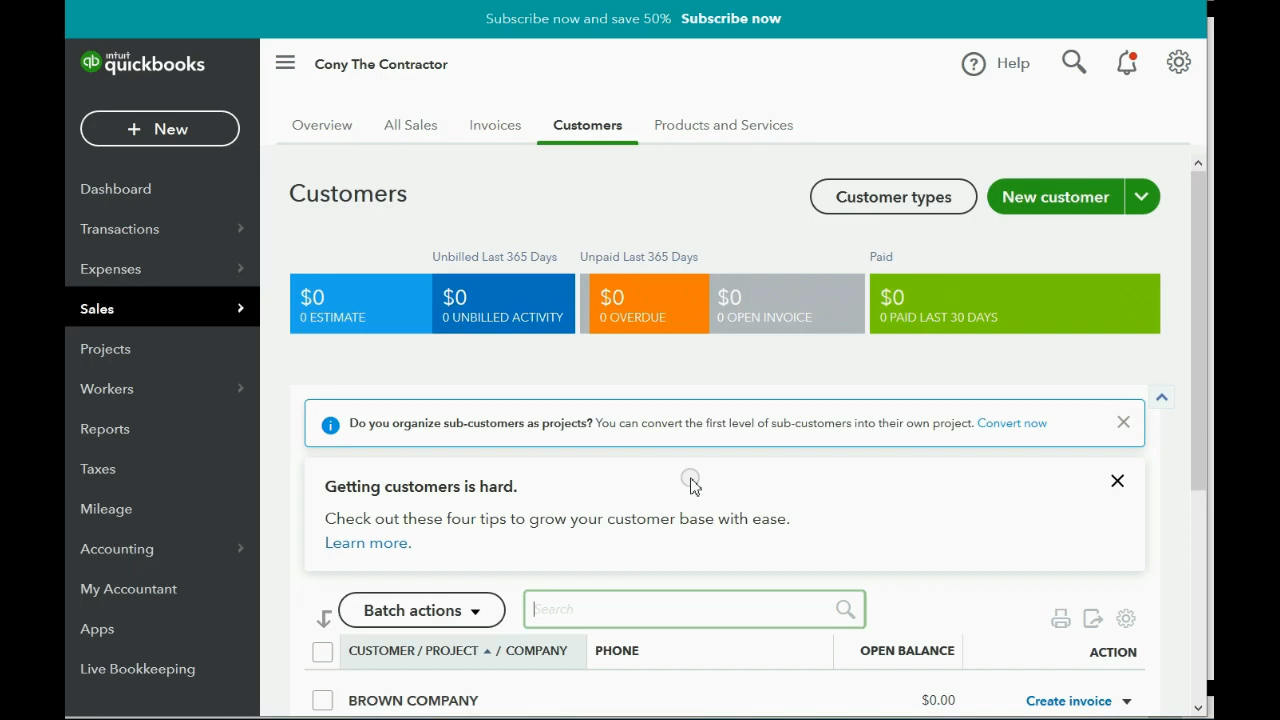 Subscribe now and save 50% Subscribe now
intuit
qb quickbooks
Cony The Contractor
Help
+ New
Overview
All Sales
Invoices
Customers
Products and Services
Dashboard
Transactions
Expenses
Sales
Projects
Workers
Reports
Taxes
Mileage
Accounting
My Accountant
Apps
Live Bookkeeping
Customers
Customer types
New customer
Unbilled Last 365 Days
Unpaid Last 365 Days
Paid
$0
0 ESTIMATE
$0
0 UNBILLED ACTIVITY
$0
0 OVERDUE
$0
0 OPEN INVOICE
$0
0 PAID LAST 30 DAYS
Do you organize sub-customers as projects? You can convert the first level of sub-customers into their own project. Convert now
Getting customers is hard.
Check out these four tips to grow your customer base with ease.
Learn more.
Batch actions
Search
CUSTOMER / PROJECT / COMPANY
PHONE
OPEN BALANCE
ACTION
BROWN COMPANY
$0.00
Create invoice